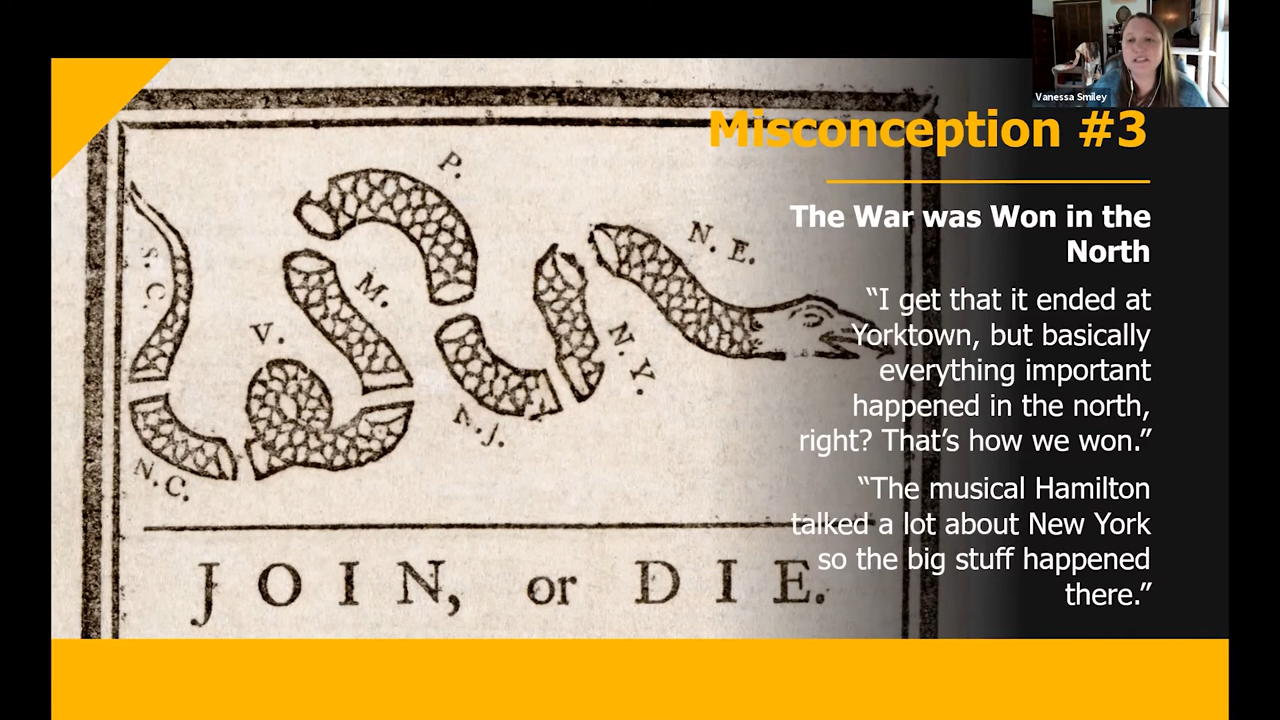 Vanessa Smiley
Misconception #3
The War was Won in the
North
“I get that it ended at
Yorktown, but basically
everything important
happened in the north,
right? That’s how we won.”
“The musical Hamilton
talked a lot about New York
so the big stuff happened
there.”
S. C.
N.C.
V.
M.
P.
N.J.
N.Y.
N. E.
JOIN, or DIE.